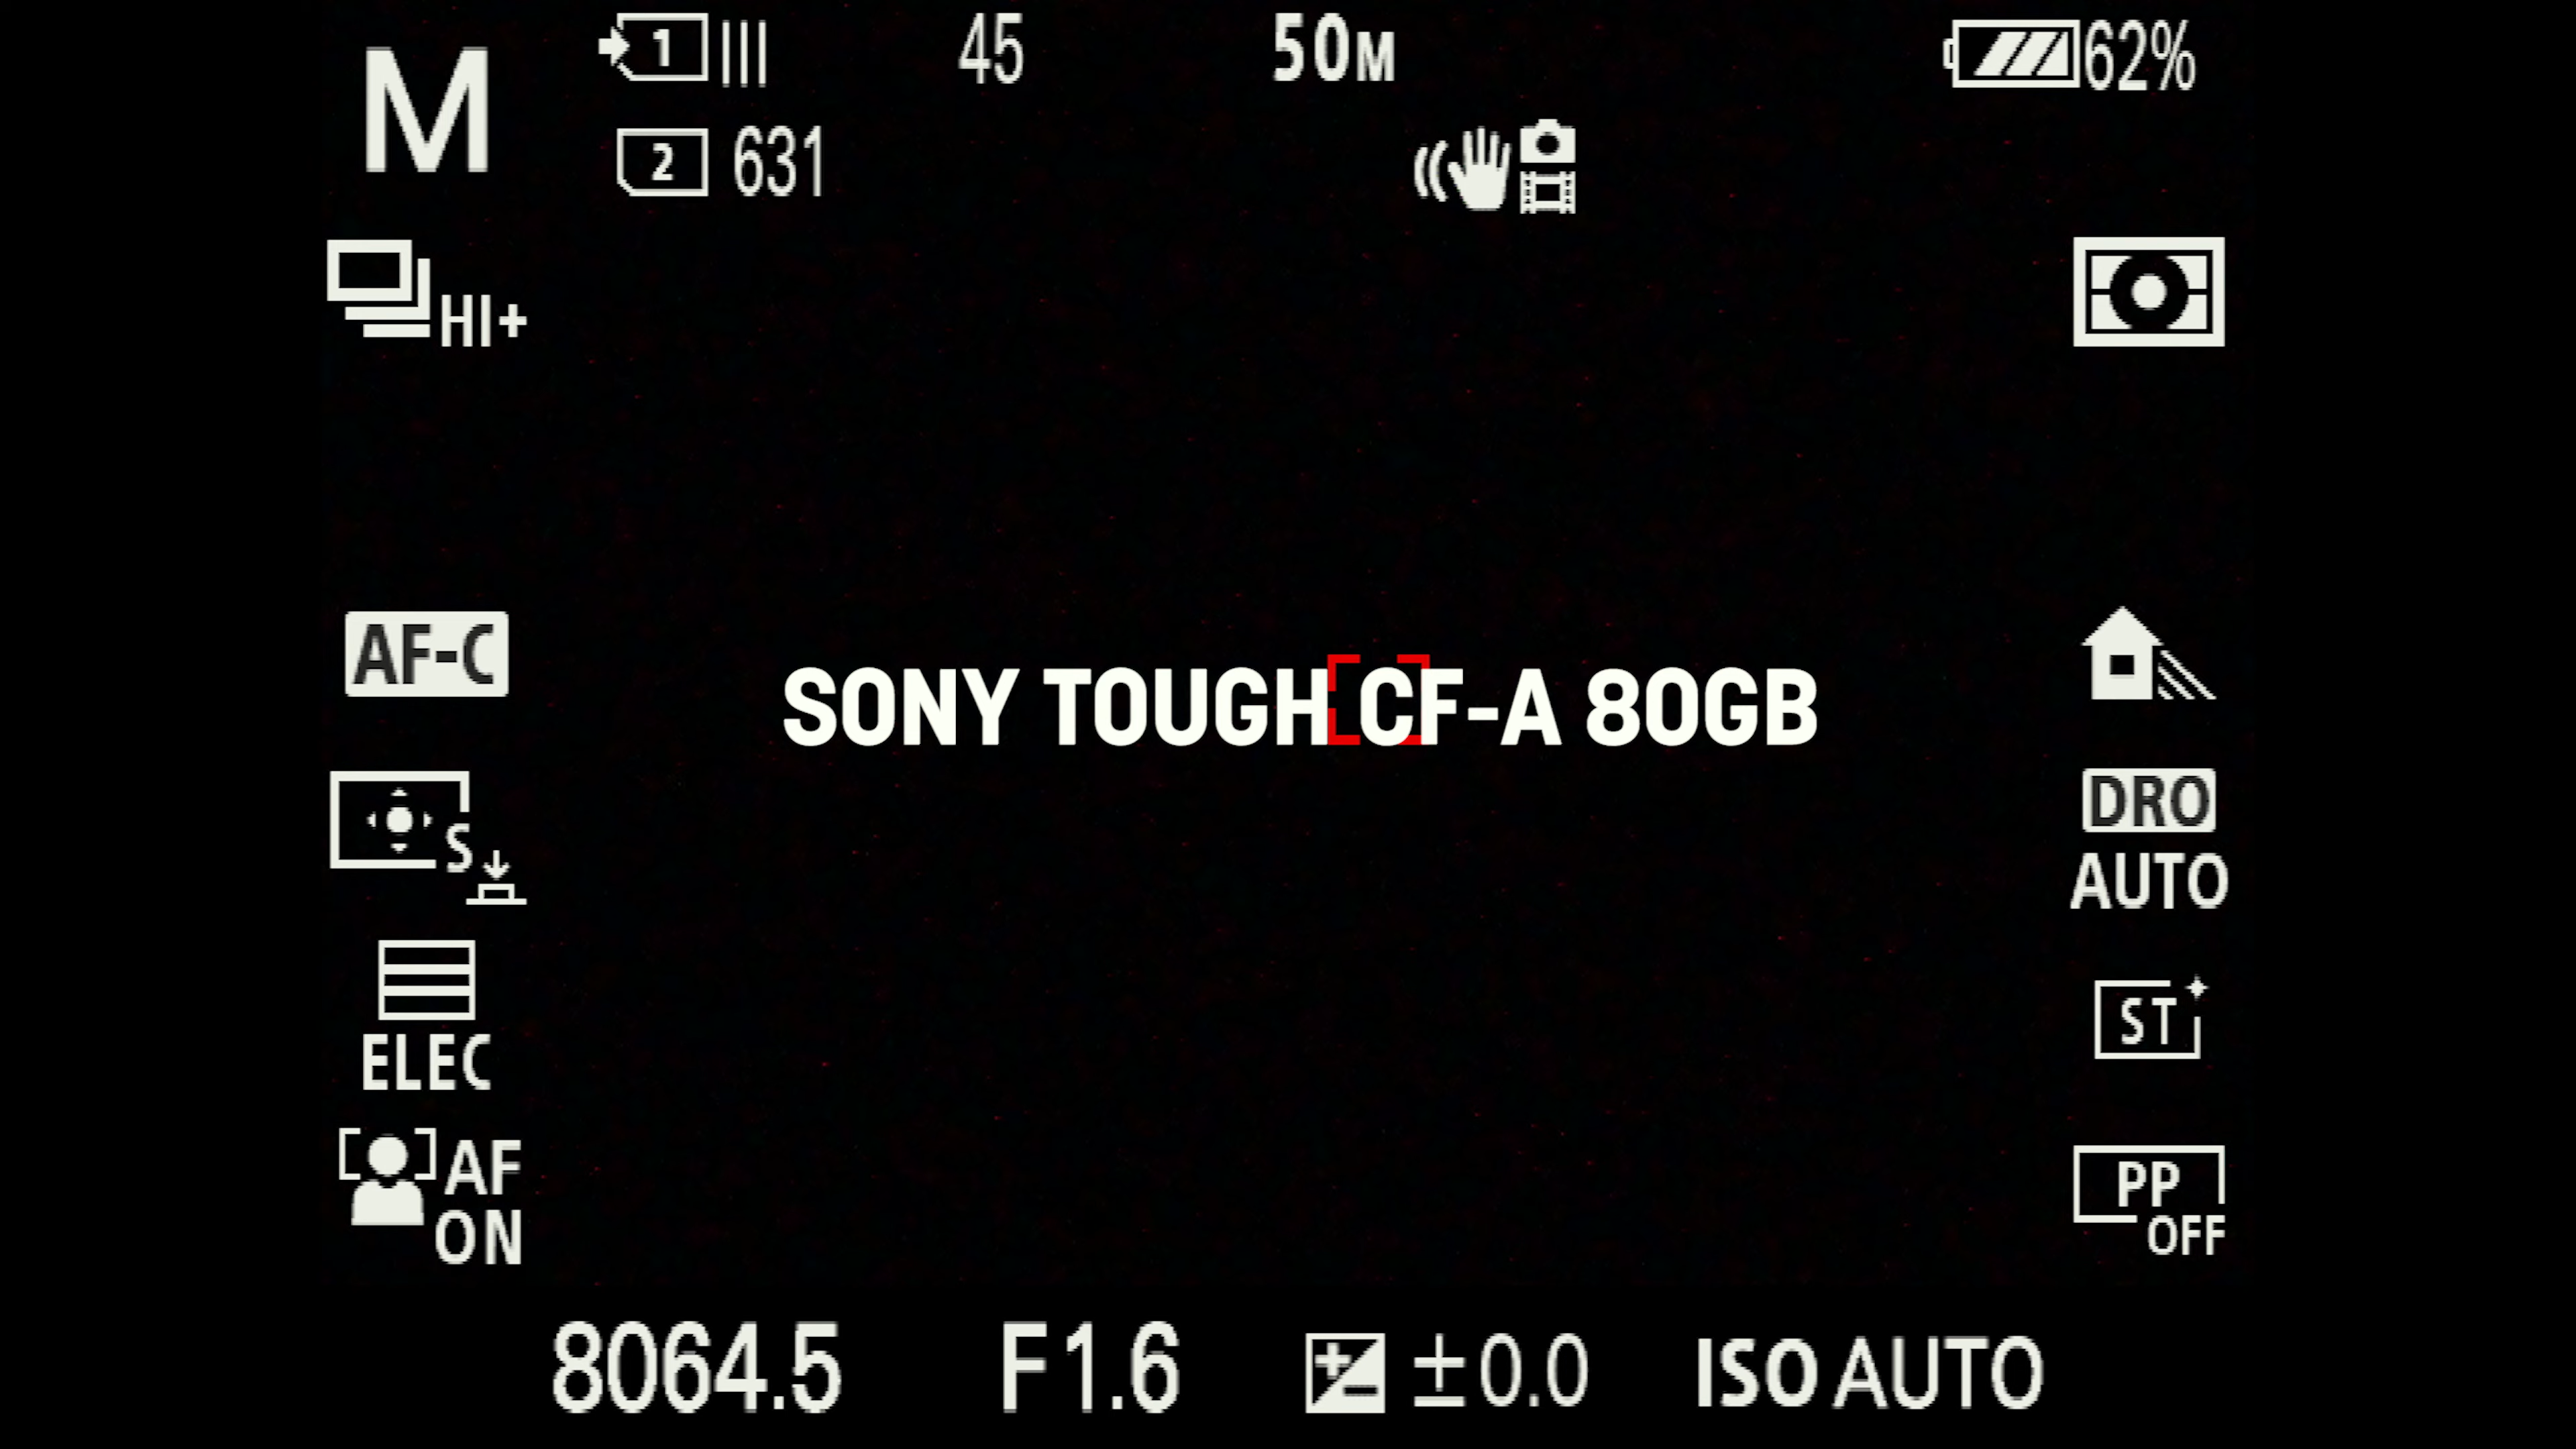 M
1 45 50M 62%
2 631
HI+
AF-C
SONY TOUGH CF-A 80GB
S
DRO
AUTO
ELEC
ST
AF
ON
PP
OFF
8064.5 F1.6 ±0.0 ISO AUTO